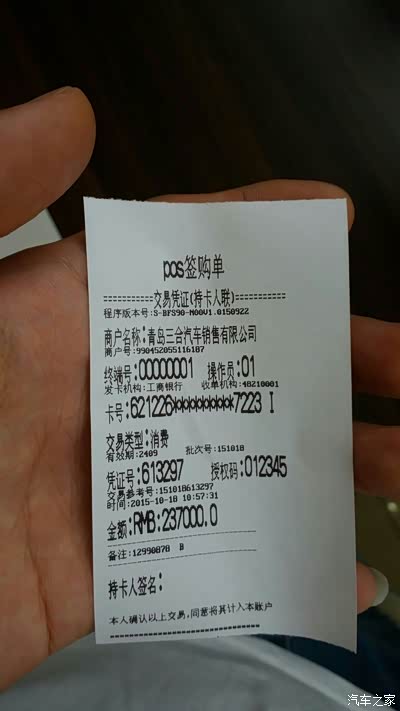 pos签购单
===========交易凭证(持卡人联)===========
程序版本号:S-BFS90-M00V1.0150922
商户名称:青岛三合汽车销售有限公司
商户号:990452055116187
终端号:00000001 操作员:01
发卡机构:工商银行 收单机构:48210001
卡号:621226*********7223 I
交易类型:消费
有效期:2409 批次号:151018
凭证号:613297 授权码:012345
交易参考号:151018613297
时间:2015-10-18 10:57:31
金额:RMB:237000.0
备注:12990878 B
持卡人签名:
本人确认以上交易,同意将其计入本账户
汽车之家